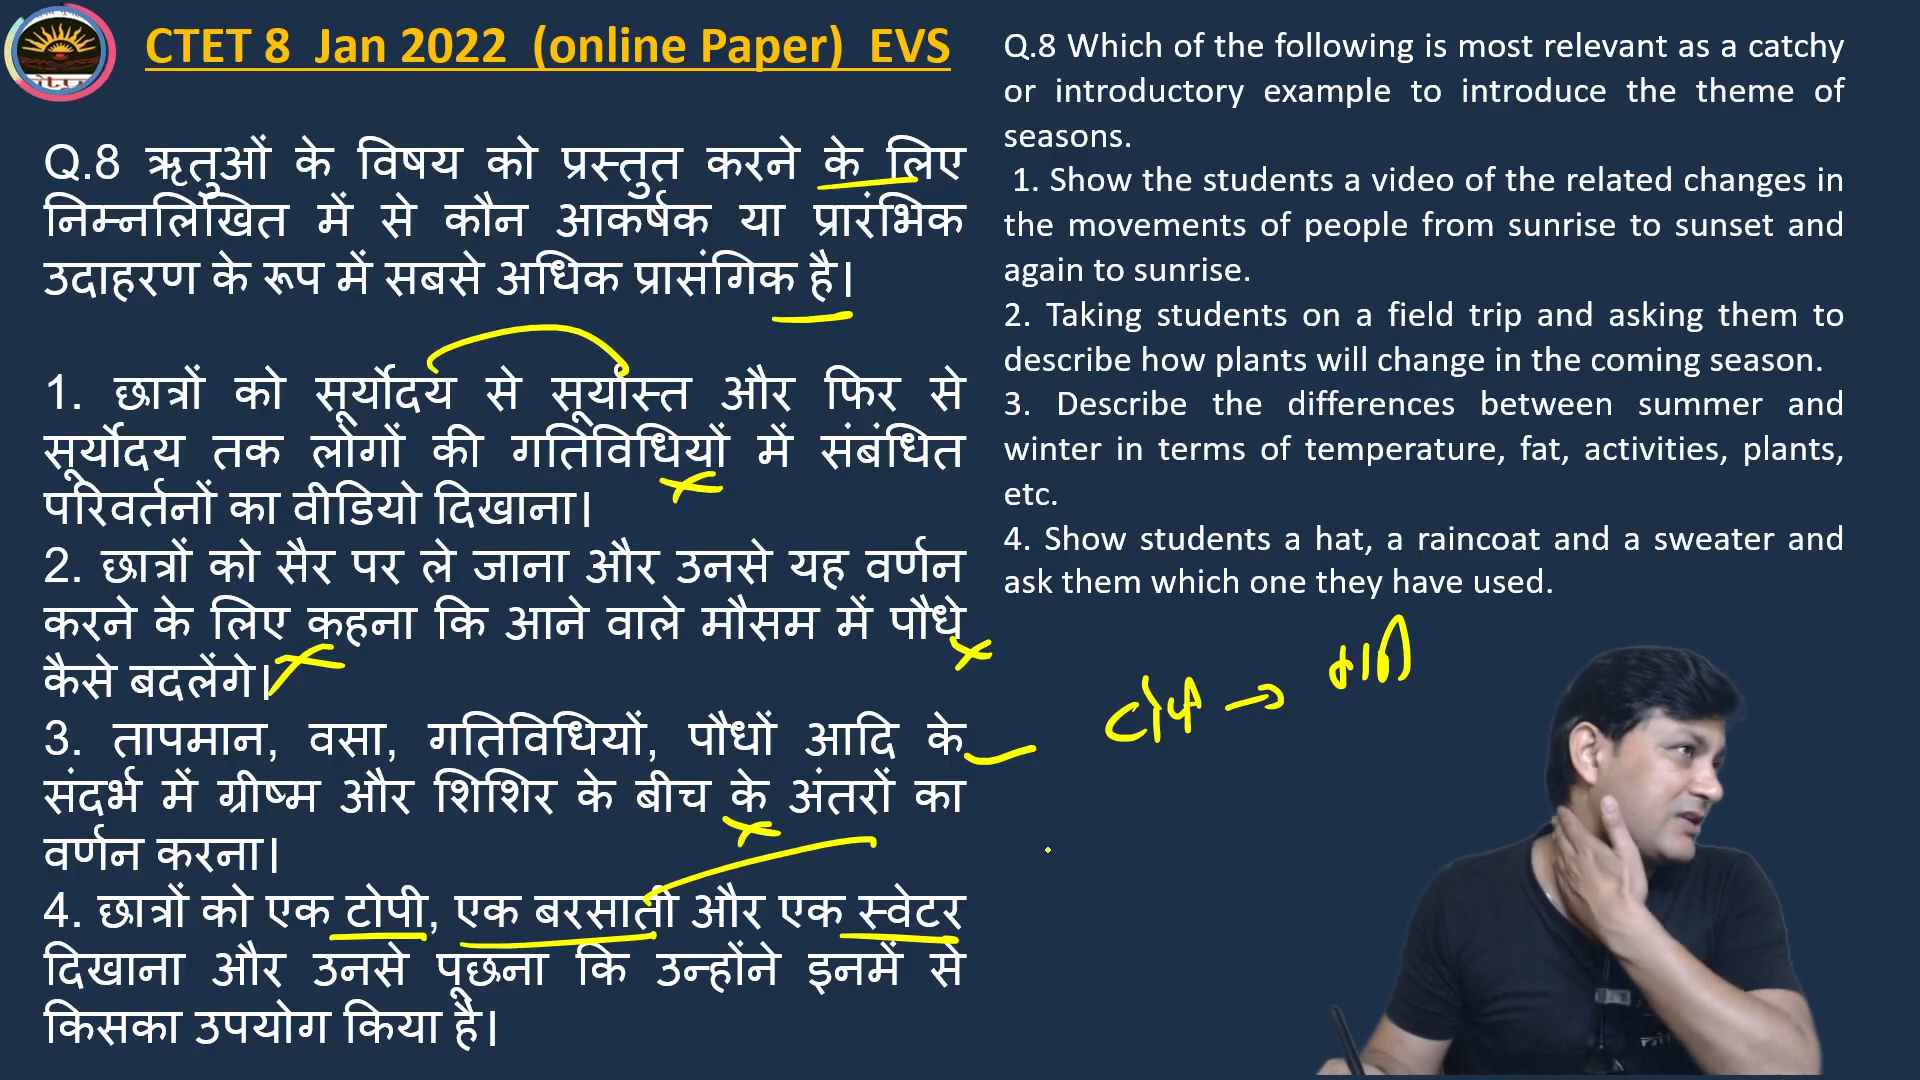 CTET 8 Jan 2022 (online Paper) EVS
Q.8 ऋतुओं के विषय को प्रस्तुत करने के लिए
निम्नलिखित में से कौन आकर्षक या प्रारंभिक
उदाहरण के रूप में सबसे अधिक प्रासंगिक है।
1. छात्रों को सूर्योदय से सूर्यास्त और फिर से
सूर्योदय तक लोगों की गतिविधियों में संबंधित
परिवर्तनों का वीडियो दिखाना।
2. छात्रों को सैर पर ले जाना और उनसे यह वर्णन
करने के लिए कहना कि आने वाले मौसम में पौधे
कैसे बदलेंगे।
3. तापमान, वसा, गतिविधियों, पौधों आदि के
संदर्भ में ग्रीष्म और शिशिर के बीच के अंतरों का
वर्णन करना।
4. छात्रों को एक टोपी, एक बरसाती और एक स्वेटर
दिखाना और उनसे पूछना कि उन्होंने इनमें से
किसका उपयोग किया है।
Q.8 Which of the following is most relevant as a catchy
or introductory example to introduce the theme of
seasons.
1. Show the students a video of the related changes in
the movements of people from sunrise to sunset and
again to sunrise.
2. Taking students on a field trip and asking them to
describe how plants will change in the coming season.
3. Describe the differences between summer and
winter in terms of temperature, fat, activities, plants,
etc.
4. Show students a hat, a raincoat and a sweater and
ask them which one they have used.